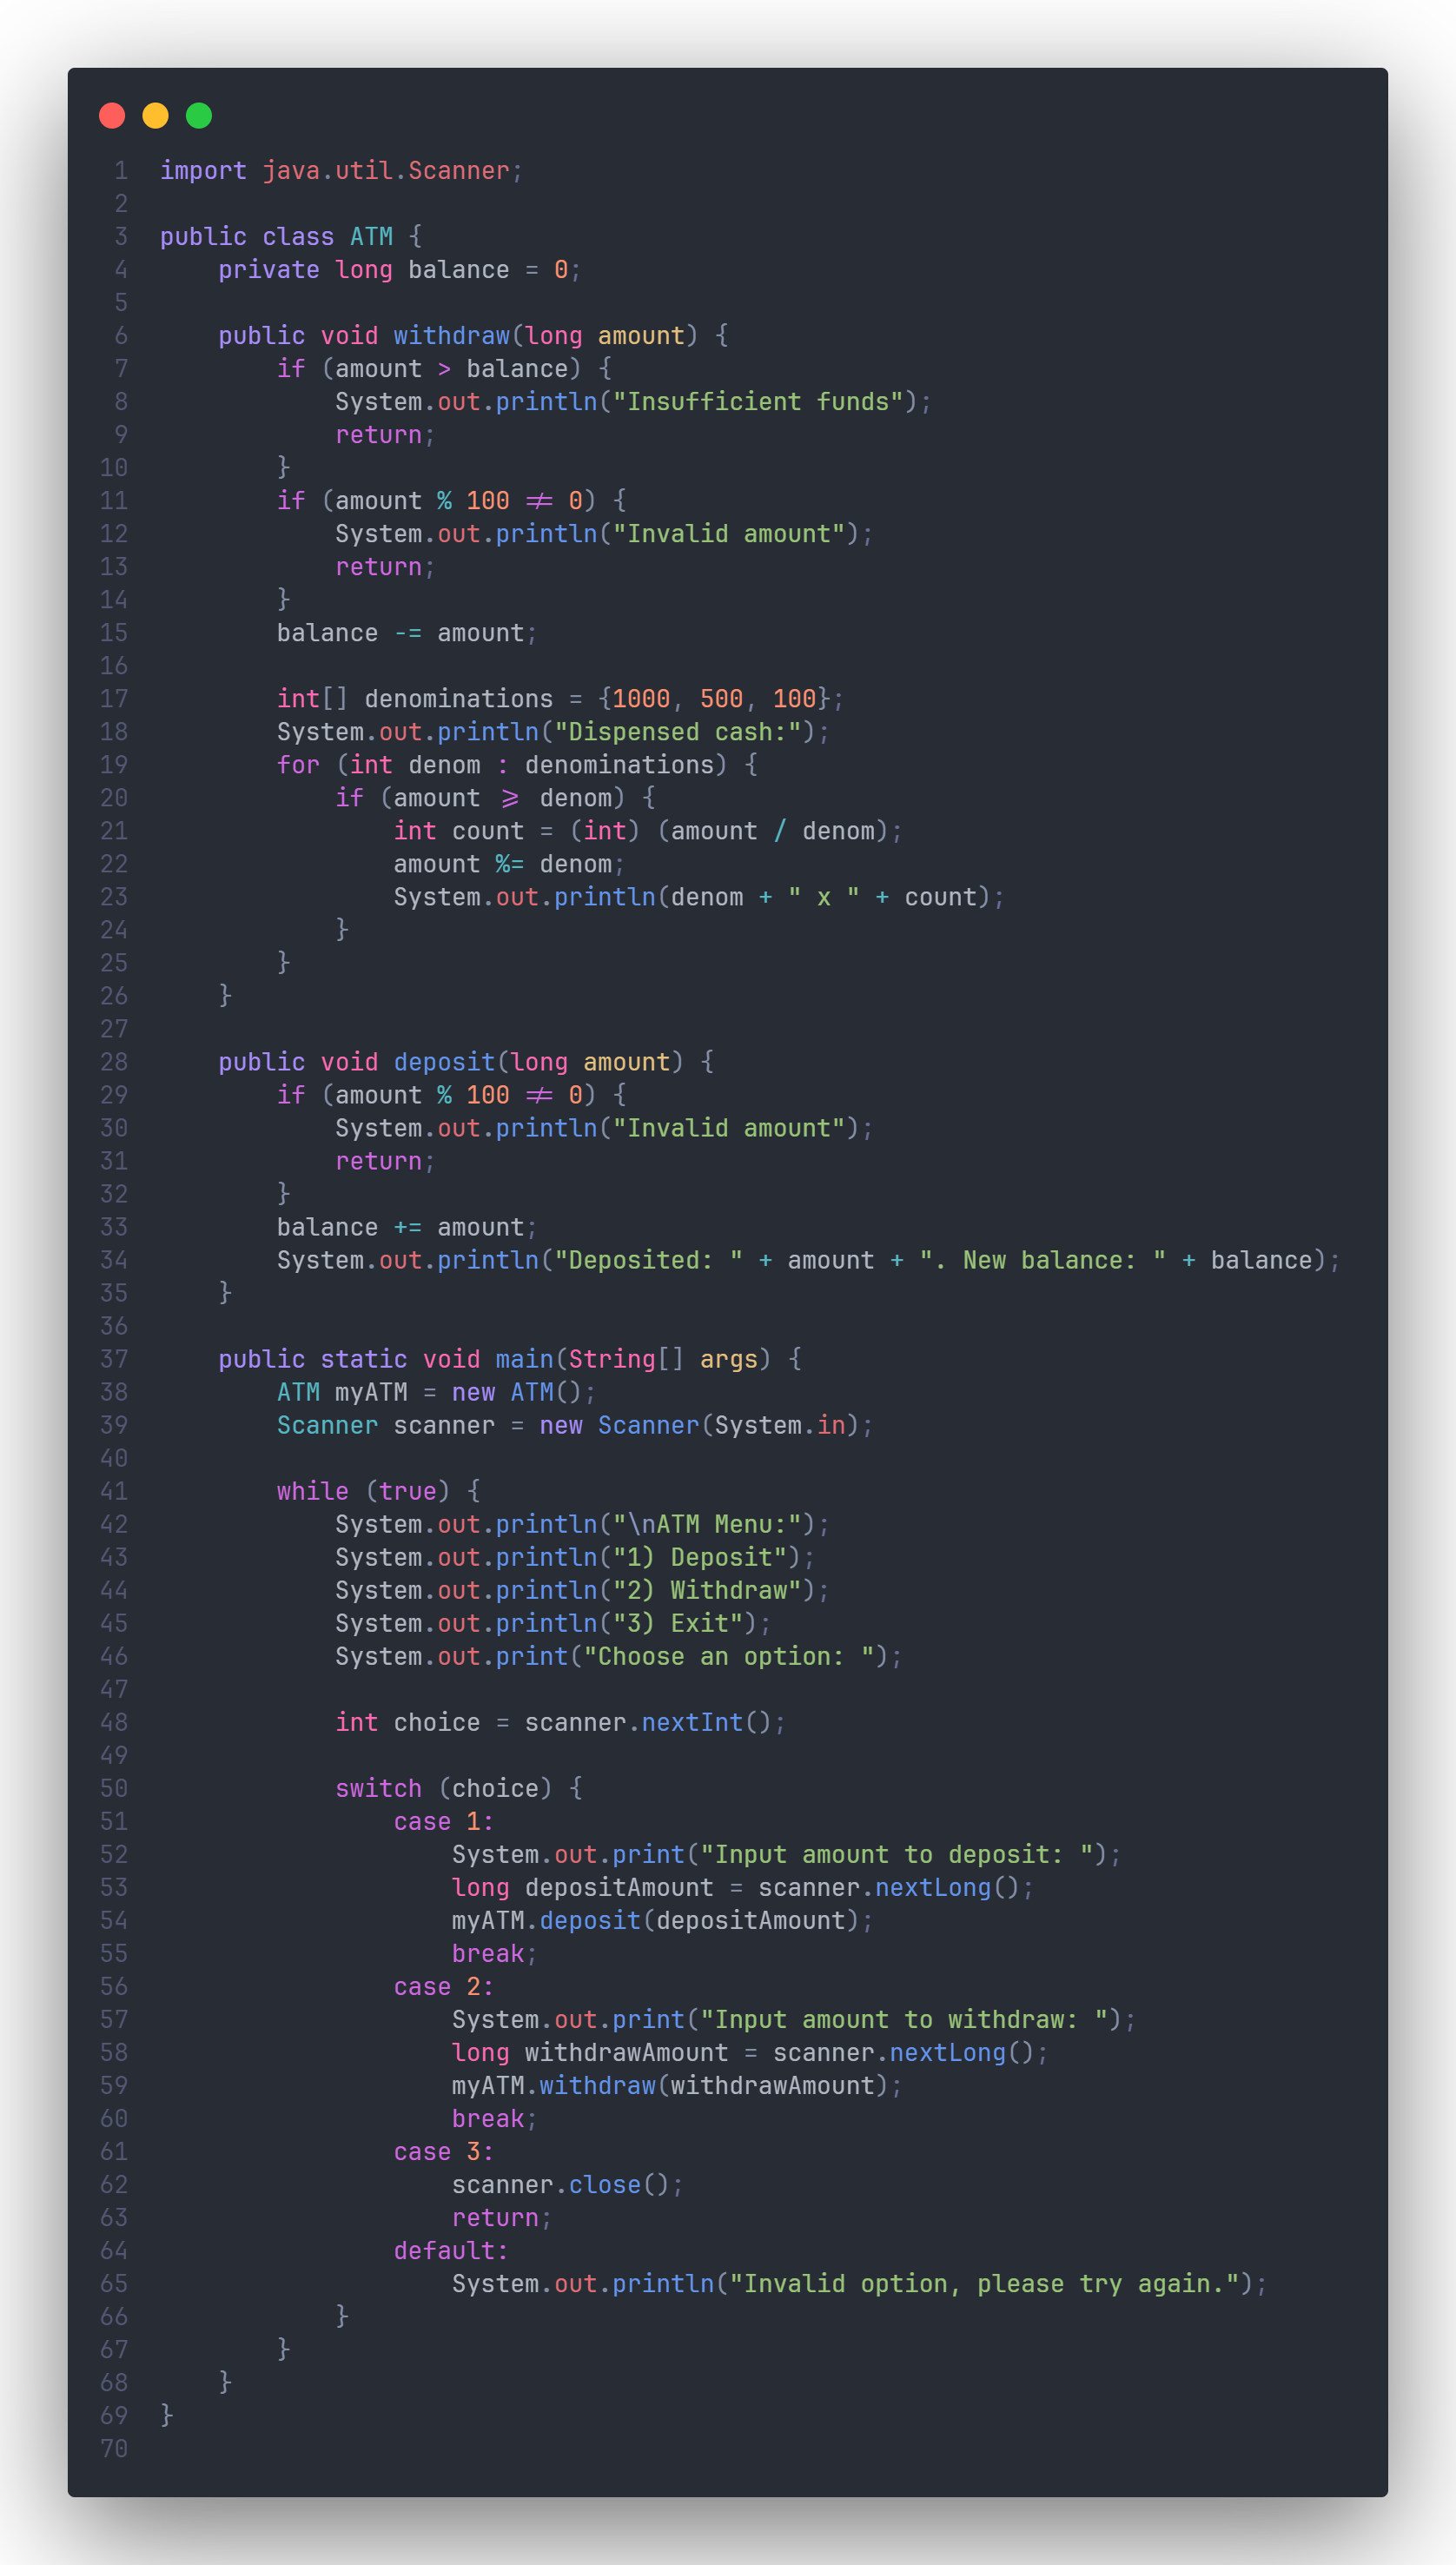 1 import java.util.Scanner;
2
3 public class ATM {
4     private long balance = 0;
5
6     public void withdraw(long amount) {
7         if (amount > balance) {
8             System.out.println("Insufficient funds");
9             return;
10         }
11         if (amount % 100 != 0) {
12             System.out.println("Invalid amount");
13             return;
14         }
15         balance -= amount;
16
17         int[] denominations = {1000, 500, 100};
18         System.out.println("Dispensed cash:");
19         for (int denom : denominations) {
20             if (amount >= denom) {
21                 int count = (int) (amount / denom);
22                 amount %= denom;
23                 System.out.println(denom + " x " + count);
24             }
25         }
26     }
27
28     public void deposit(long amount) {
29         if (amount % 100 != 0) {
30             System.out.println("Invalid amount");
31             return;
32         }
33         balance += amount;
34         System.out.println("Deposited: " + amount + ". New balance: " + balance);
35     }
36
37     public static void main(String[] args) {
38         ATM myATM = new ATM();
39         Scanner scanner = new Scanner(System.in);
40
41         while (true) {
42             System.out.println("\nATM Menu:");
43             System.out.println("1) Deposit");
44             System.out.println("2) Withdraw");
45             System.out.println("3) Exit");
46             System.out.print("Choose an option: ");
47
48             int choice = scanner.nextInt();
49
50             switch (choice) {
51                 case 1:
52                     System.out.print("Input amount to deposit: ");
53                     long depositAmount = scanner.nextLong();
54                     myATM.deposit(depositAmount);
55                     break;
56                 case 2:
57                     System.out.print("Input amount to withdraw: ");
58                     long withdrawAmount = scanner.nextLong();
59                     myATM.withdraw(withdrawAmount);
60                     break;
61                 case 3:
62                     scanner.close();
63                     return;
64                 default:
65                     System.out.println("Invalid option, please try again.");
66             }
67         }
68     }
69 }
70